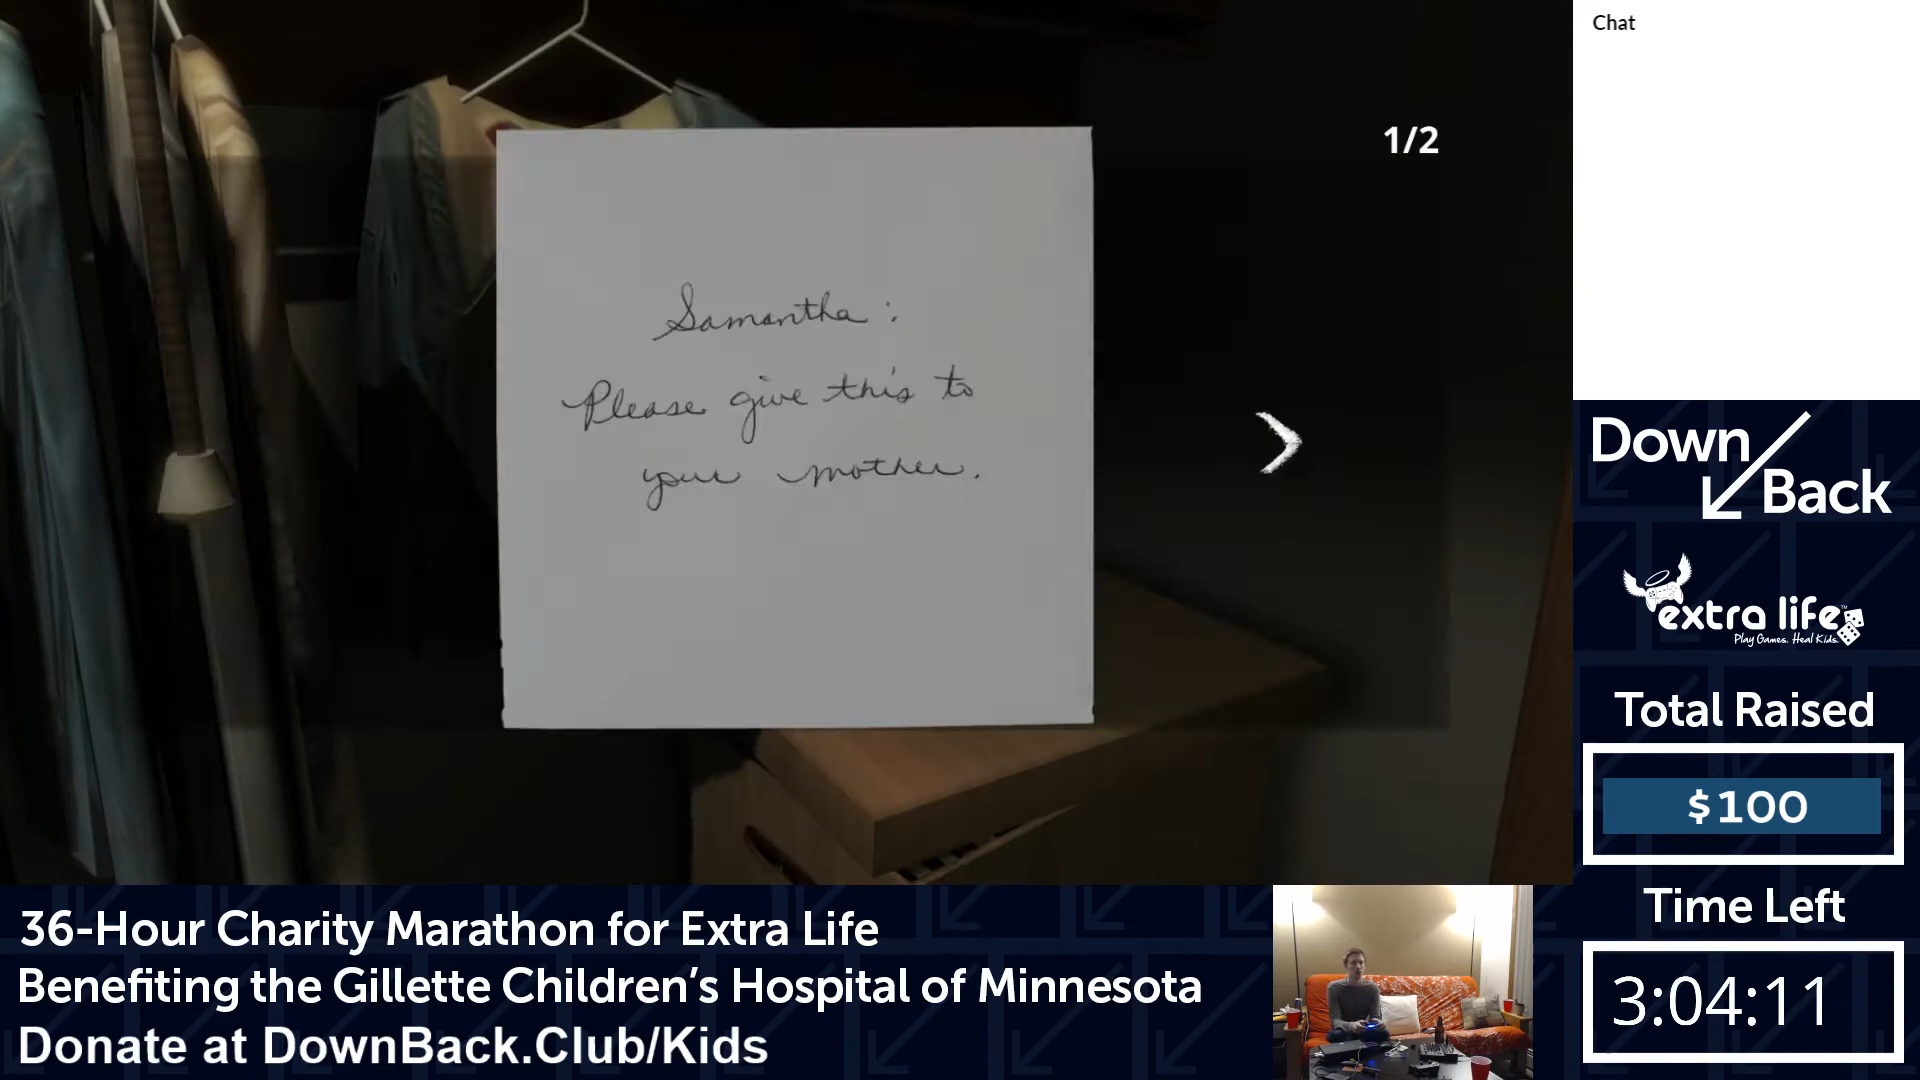 Chat
1/2
Samantha:
Please give this to
your mother.
Down
Back
extra life
Play Games. Heal Kids.
Total Raised
$100
Time Left
3:04:11
36-Hour Charity Marathon for Extra Life
Benefiting the Gillette Children's Hospital of Minnesota
Donate at DownBack.Club/Kids